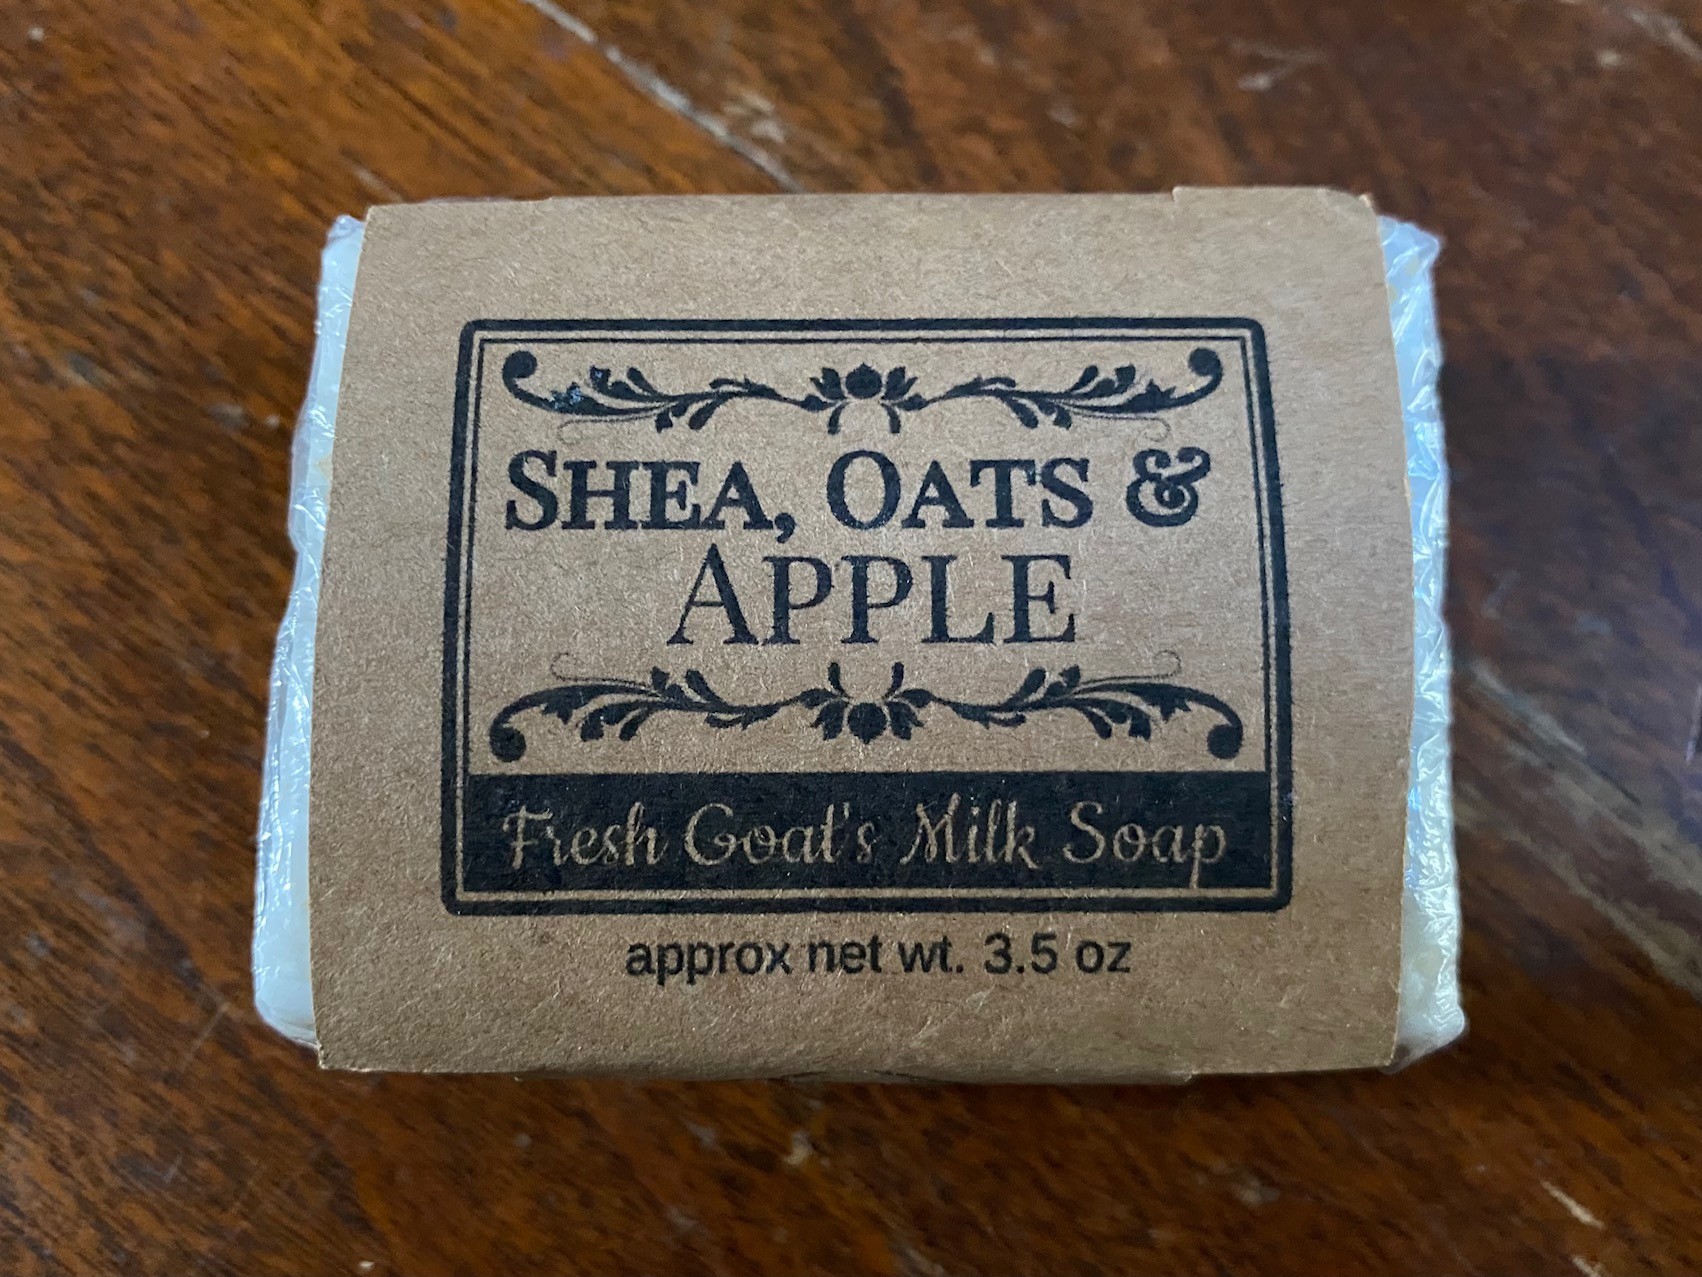 SHEA, OATS &
APPLE
Fresh Goat's Milk Soap
approx net wt. 3.5 oz